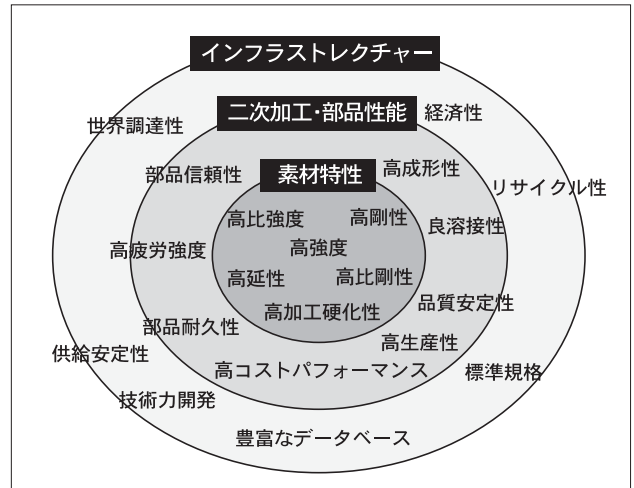 インフラストレクチャー
二次加工・部品性能
経済性
世界調達性
部品信頼性
素材特性
高成形性
リサイクル性
高比強度
高剛性
良溶接性
高強度
高疲労強度
高延性
高比剛性
品質安定性
高加工硬化性
部品耐久性
高生産性
供給安定性
高コストパフォーマンス
標準規格
技術力開発
豊富なデータベース